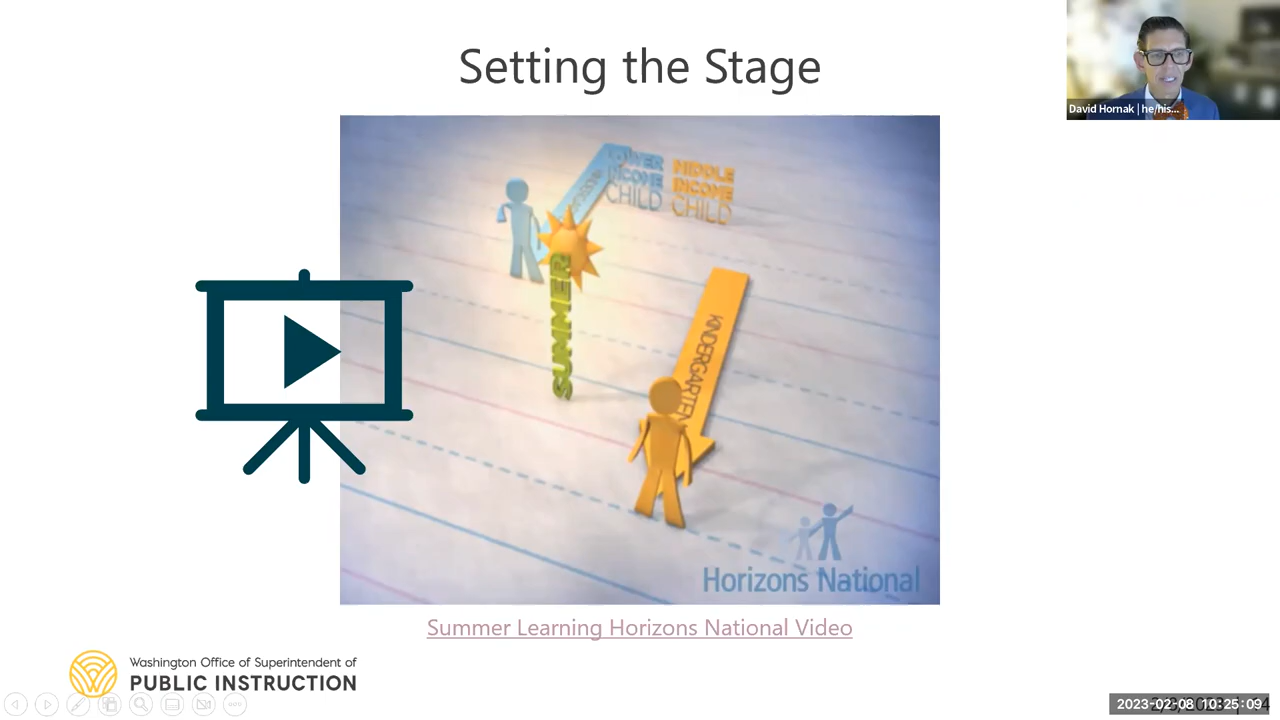 Setting the Stage
David Hornak | he/his...
LOWER
INCOME
CHILD
MIDDLE
INCOME
CHILD
SUMMER
KINDERGARTEN
Horizons National
Summer Learning Horizons National Video
Washington Office of Superintendent of
PUBLIC INSTRUCTION
2023-02-08 10:25:09